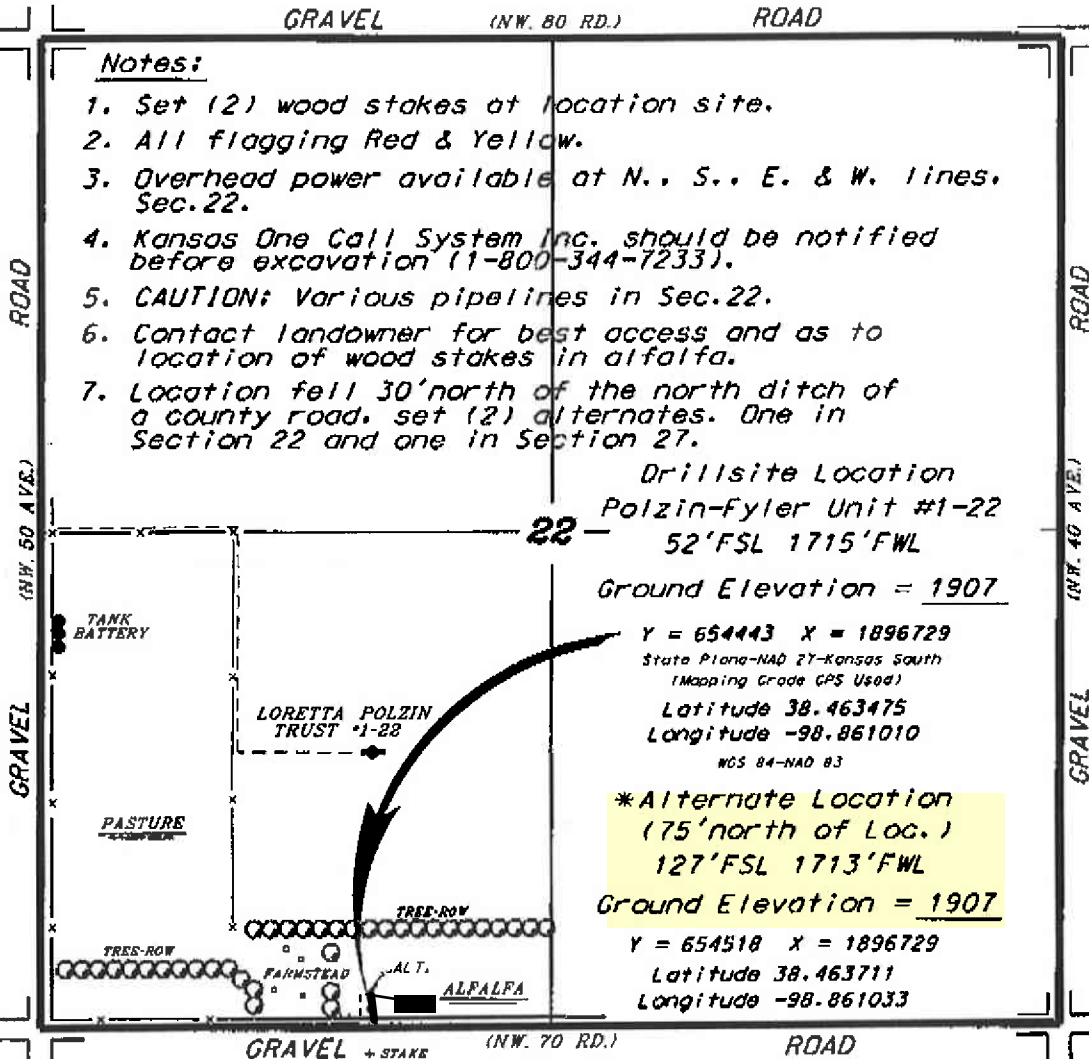 GRAVEL (NW. 80 RD.) ROAD
Notes:
1. Set (2) wood stakes at location site.
2. All flagging Red & Yellow.
3. Overhead power available at N., S., E. & W. lines.
Sec.22.
4. Kansas One Call System Inc. should be notified
before excavation (1-800-344-7233).
5. CAUTION: Various pipelines in Sec.22.
6. Contact landowner for best access and as to
location of wood stakes in alfalfa.
7. Location fell 30'north of the north ditch of
a county road. set (2) alternates. One in
Section 22 and one in Section 27.
ROAD
(NW. 50 AVE.)
GRAVEL
ROAD
(NW. 40 AVE.)
GRAVEL
22
Drillsite Location
Polzin-Fyler Unit #1-22
52'FSL 1715'FWL
Ground Elevation = 1907
Y = 654443 X = 1896729
State Plane-NAD 27-Kansas South
(Mapping Grade GPS Used)
Latitude 38.463475
Longitude -98.861010
WGS 84-NAD 83
*Alternate Location
(75'north of Loc.)
127'FSL 1713'FWL
Ground Elevation = 1907
Y = 654518 X = 1896729
Latitude 38.463711
Longitude -98.861033
TANK
BATTERY
LORETTA POLZIN
TRUST #1-22
PASTURE
TREE-ROW
TREE-ROW
FARMSTEAD
ALT.
ALFALFA
GRAVEL + STAKE (NW. 70 RD.) ROAD